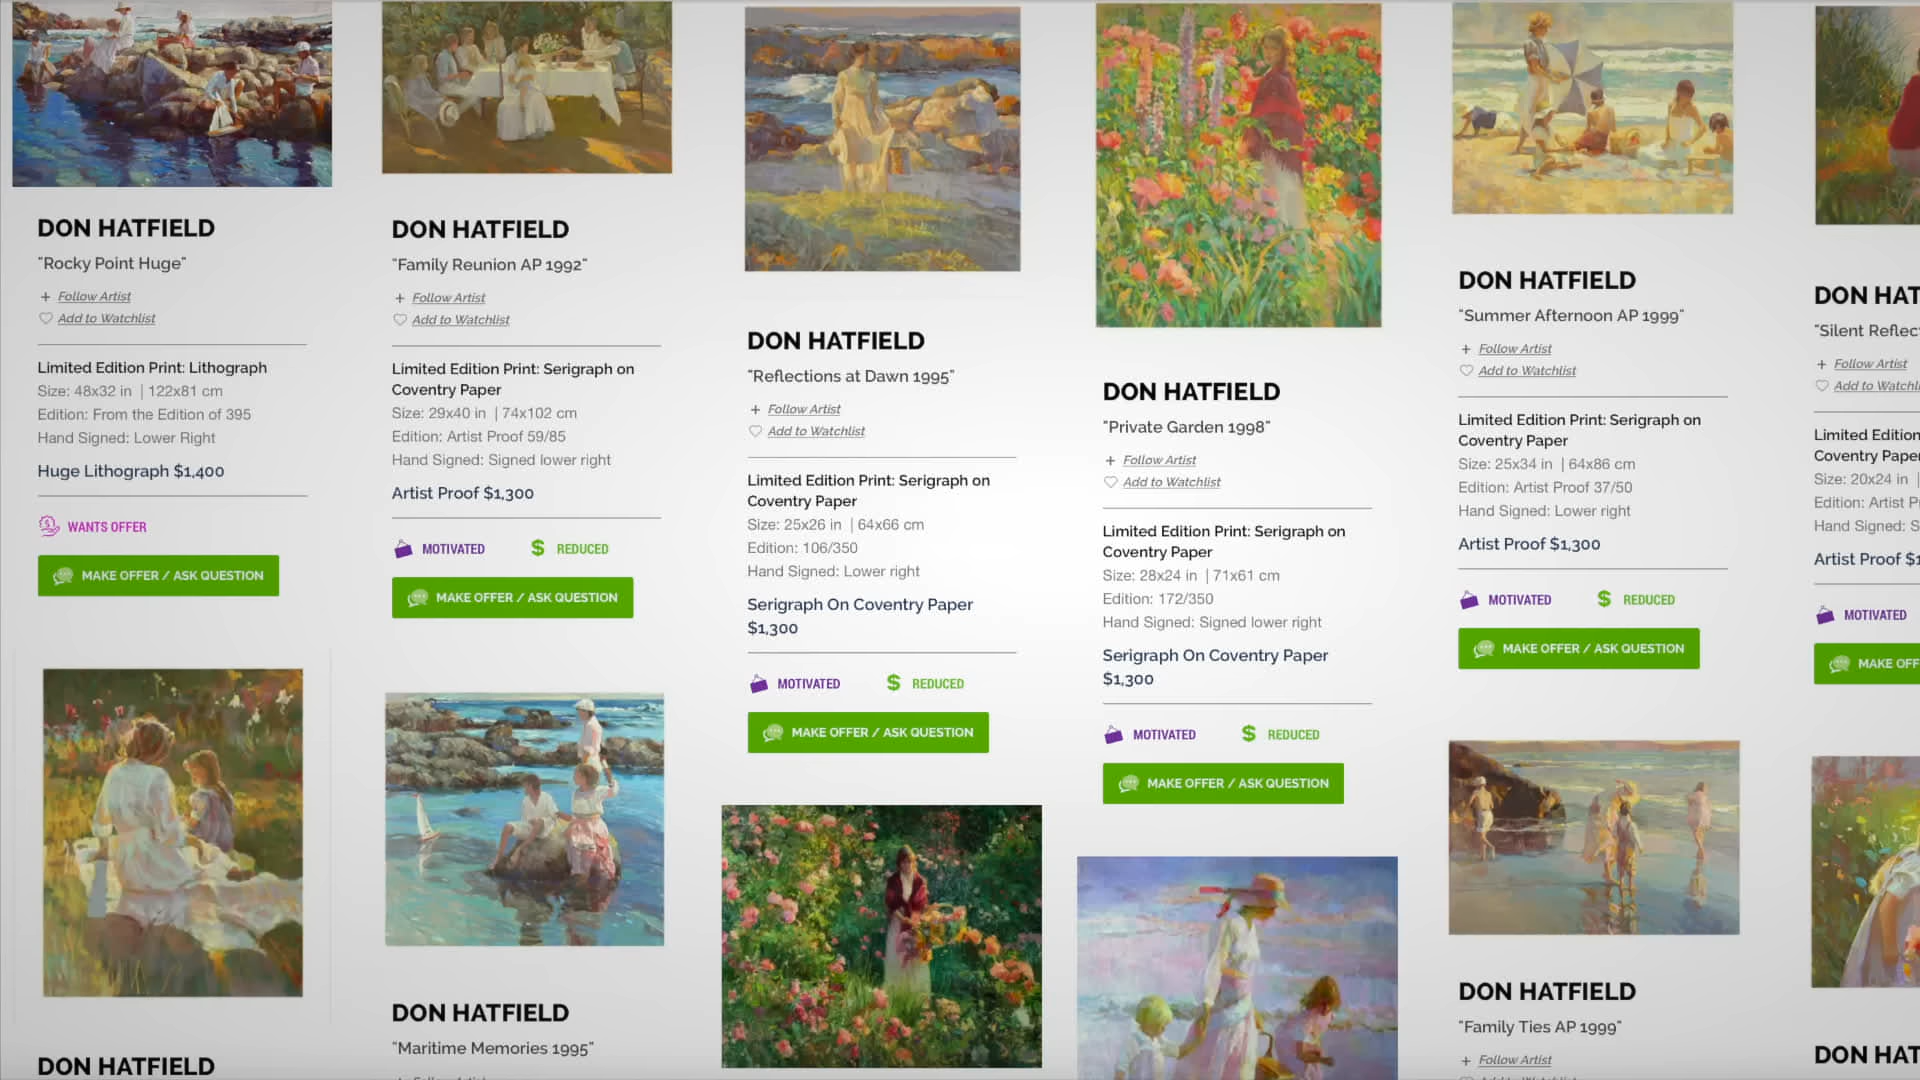 DON HATFIELD
"Rocky Point Huge"
+ Follow Artist
Add to Watchlist
Limited Edition Print: Lithograph
Size: 48x32 in | 122x81 cm
Edition: From the Edition of 395
Hand Signed: Lower Right
Huge Lithograph $1,400
WANTS OFFER
MAKE OFFER / ASK QUESTION
DON HATFIELD
DON HATFIELD
"Family Reunion AP 1992"
+ Follow Artist
Add to Watchlist
Limited Edition Print: Serigraph on
Coventry Paper
Size: 29x40 in | 74x102 cm
Edition: Artist Proof 59/85
Hand Signed: Signed lower right
Artist Proof $1,300
MOTIVATED $ REDUCED
MAKE OFFER / ASK QUESTION
DON HATFIELD
"Maritime Memories 1995"
DON HATFIELD
"Reflections at Dawn 1995"
+ Follow Artist
Add to Watchlist
Limited Edition Print: Serigraph on
Coventry Paper
Size: 25x26 in | 64x66 cm
Edition: 106/350
Hand Signed: Lower right
Serigraph On Coventry Paper
$1,300
MOTIVATED $ REDUCED
MAKE OFFER / ASK QUESTION
DON HATFIELD
"Private Garden 1998"
+ Follow Artist
Add to Watchlist
Limited Edition Print: Serigraph on
Coventry Paper
Size: 28x24 in | 71x61 cm
Edition: 172/350
Hand Signed: Signed lower right
Serigraph On Coventry Paper
$1,300
MOTIVATED $ REDUCED
MAKE OFFER / ASK QUESTION
DON HATFIELD
"Summer Afternoon AP 1999"
+ Follow Artist
Add to Watchlist
Limited Edition Print: Serigraph on
Coventry Paper
Size: 25x34 in | 64x86 cm
Edition: Artist Proof 37/50
Hand Signed: Lower right
Artist Proof $1,300
MOTIVATED $ REDUCED
MAKE OFFER / ASK QUESTION
DON HATFIELD
"Family Ties AP 1999"
+ Follow Artist
DON HAT
"Silent Reflec
+ Follow Artist
Add to Watchl
Limited Edition
Coventry Paper
Size: 20x24 in |
Edition: Artist P
Hand Signed: S
Artist Proof $1
MOTIVATED
MAKE OFF
DON HAT